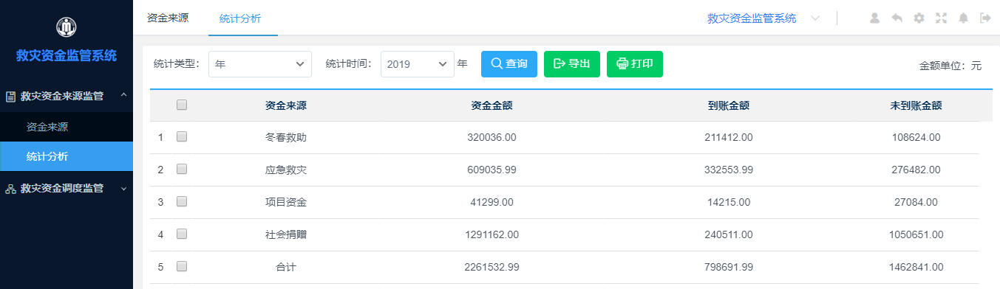 资金来源 统计分析 救灾资金监管系统
救灾资金监管系统
救灾资金来源监管
资金来源
统计分析
救灾资金调度监管
统计类型： 年 统计时间： 2019 年 查询 导出 打印 金额单位：元
资金来源 资金金额 到账金额 未到账金额
1 冬春救助 320036.00 211412.00 108624.00
2 应急救灾 609035.99 332553.99 276482.00
3 项目资金 41299.00 14215.00 27084.00
4 社会捐赠 1291162.00 240511.00 1050651.00
5 合计 2261532.99 798691.99 1462841.00